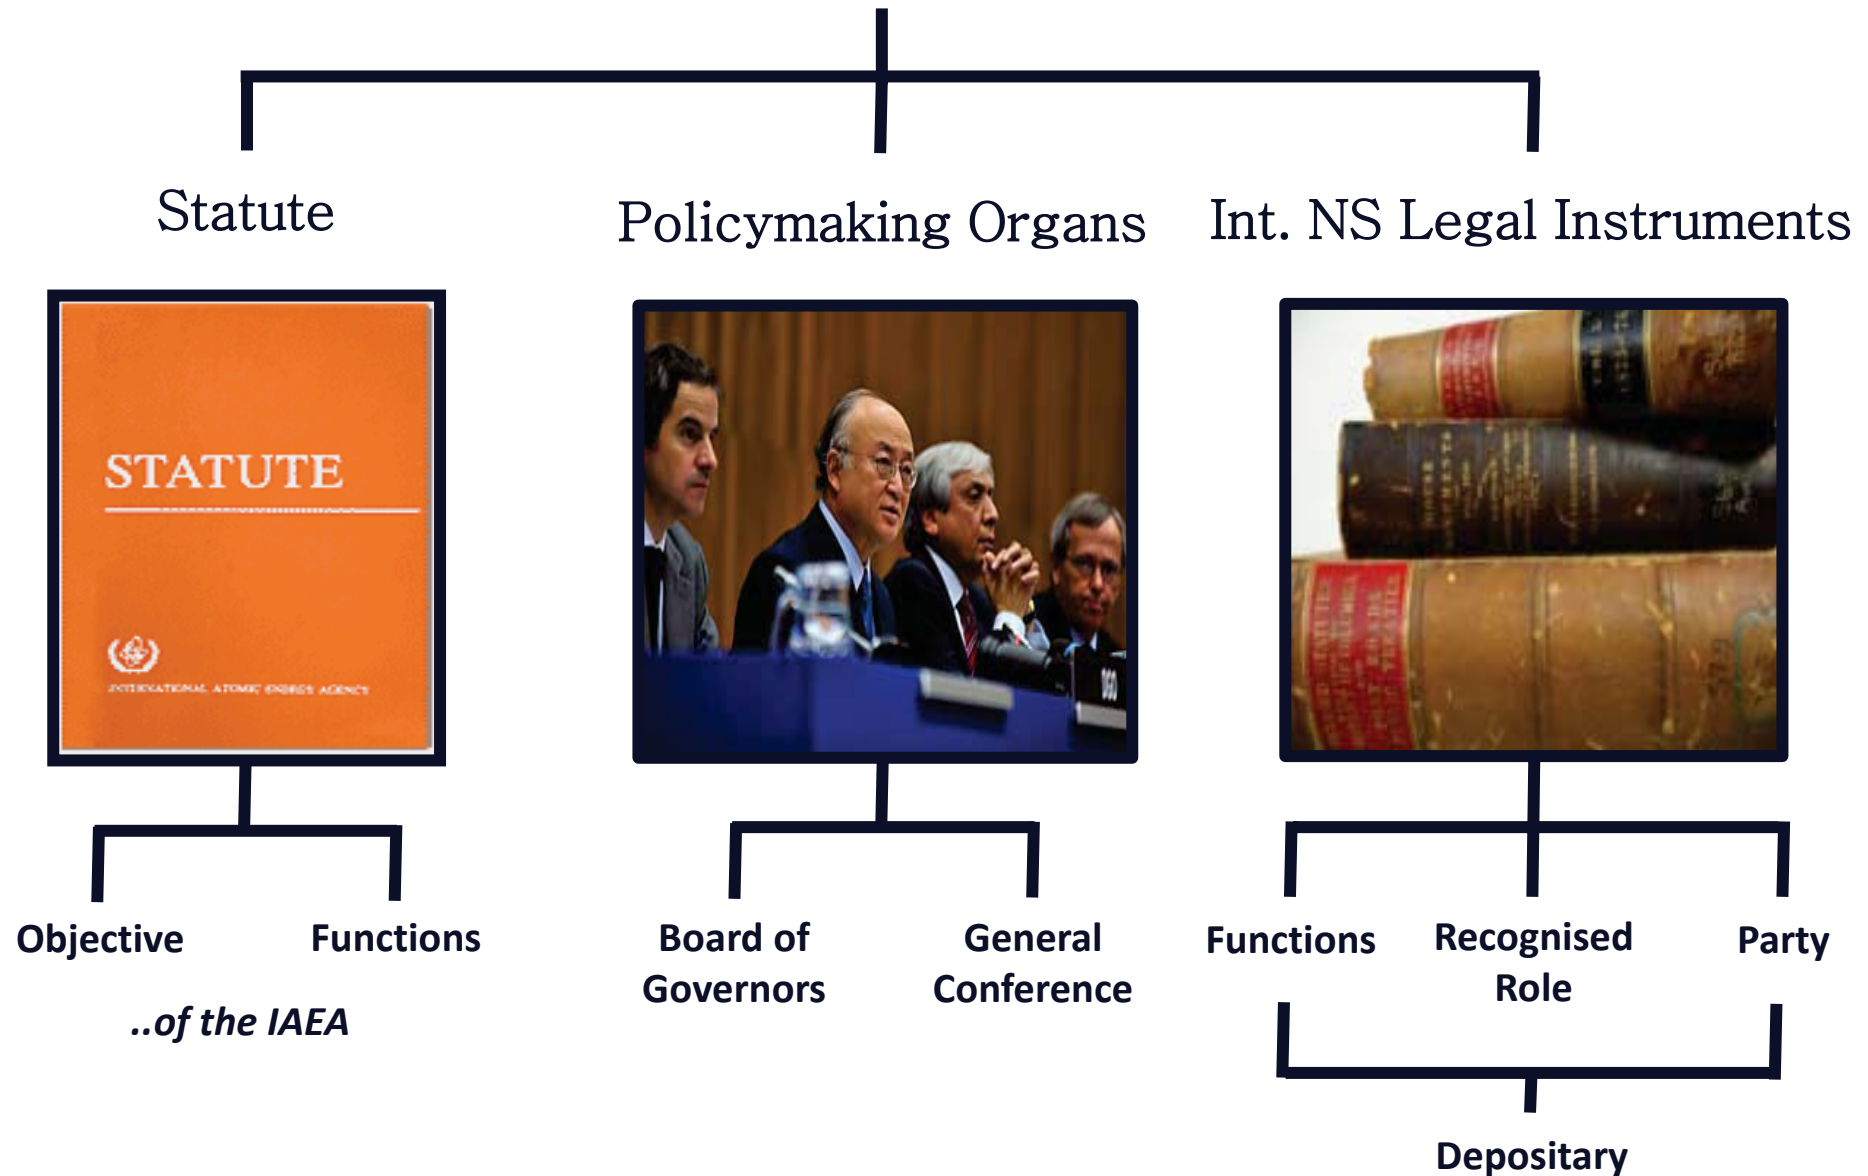 Statute
Policymaking Organs
Int. NS Legal Instruments
STATUTE
INTERNATIONAL ATOMIC ENERGY AGENCY
DGO
Objective
Functions
..of the IAEA
Board of
Governors
General
Conference
Functions
Recognised
Role
Party
Depositary